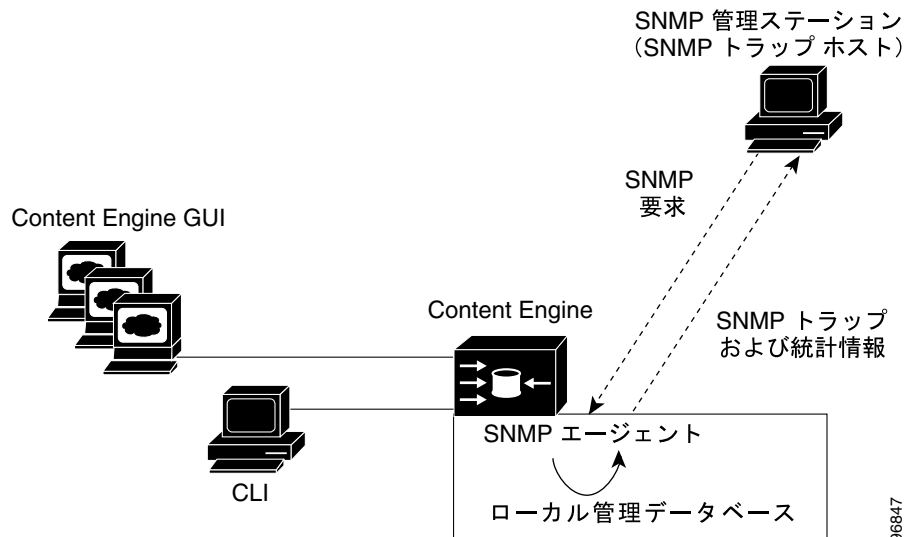 SNMP 管理ステーション
（SNMP トラップ ホスト）
SNMP
要求
Content Engine GUI
Content Engine
SNMP トラップ
および統計情報
SNMP エージェント
CLI
ローカル管理データベース